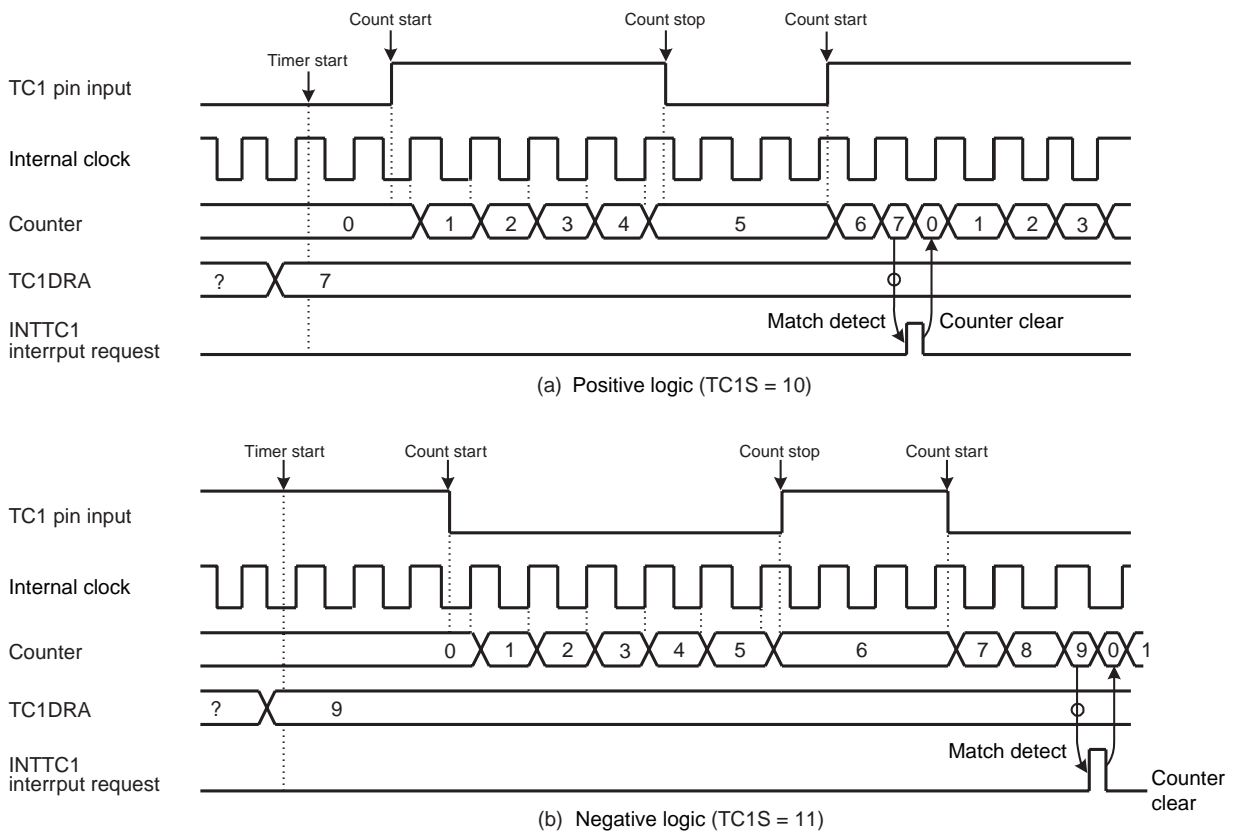 Count start Count stop Count start
Timer start
TC1 pin input
Internal clock
Counter 0 1 2 3 4 5 6 7 0 1 2 3
TC1DRA ? 7
INTTC1
interrput request
Match detect Counter clear
(a) Positive logic (TC1S = 10)
Timer start Count start Count stop Count start
TC1 pin input
Internal clock
Counter 0 1 2 3 4 5 6 7 8 9 0 1
TC1DRA ? 9
INTTC1
interrput request
Match detect
Counter
clear
(b) Negative logic (TC1S = 11)